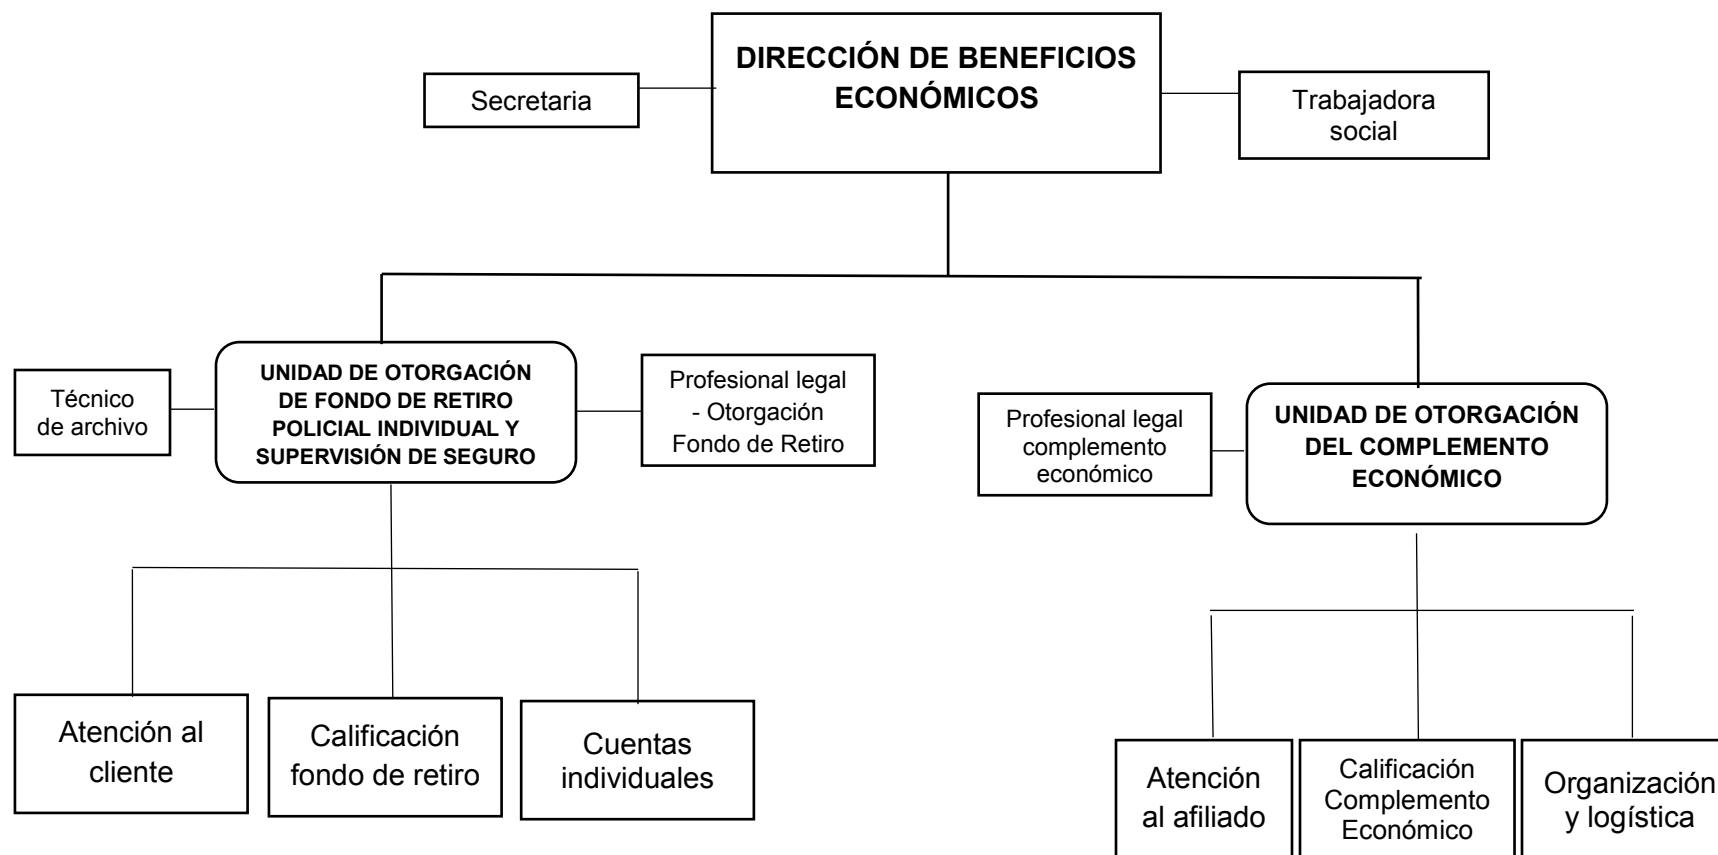 DIRECCIÓN DE BENEFICIOS
ECONÓMICOS
Secretaria
Trabajadora
social
Técnico
de archivo
UNIDAD DE OTORGACIÓN
DE FONDO DE RETIRO
POLICIAL INDIVIDUAL Y
SUPERVISIÓN DE SEGURO
Profesional legal
- Otorgación
Fondo de Retiro
Profesional legal
complemento
económico
UNIDAD DE OTORGACIÓN
DEL COMPLEMENTO
ECONÓMICO
Atención al
cliente
Calificación
fondo de retiro
Cuentas
individuales
Atención
al afiliado
Calificación
Complemento
Económico
Organización
y logística